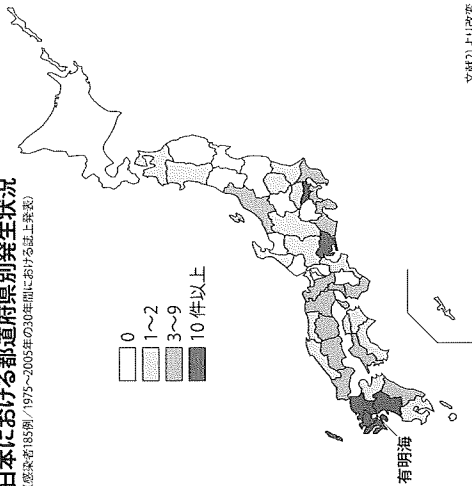 日本における都道府県別発生状況
感染者185例／1975〜2005年の30年間における誌上発表）
0
1〜2
3〜9
10 件以上
有明海